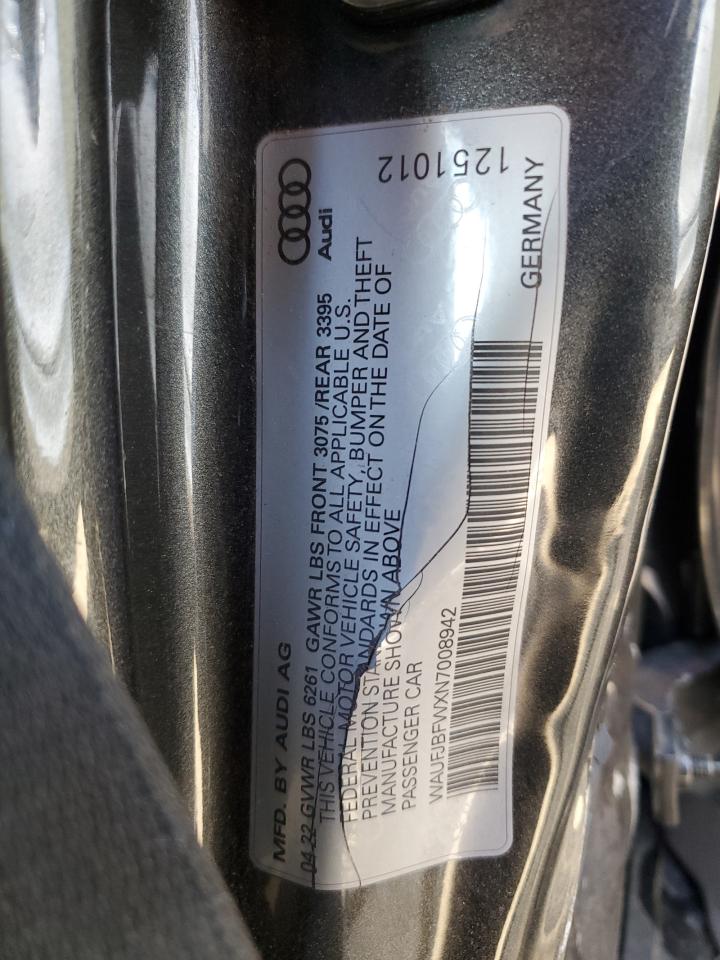 MFD. BY AUDI AG
Audi
04-22 GVWR LBS 6261 GAWR LBS FRONT 3075 /REAR 3395
THIS VEHICLE CONFORMS TO ALL APPLICABLE U.S.
FEDERAL MOTOR VEHICLE SAFETY, BUMPER AND THEFT
PREVENTION STANDARDS IN EFFECT ON THE DATE OF
MANUFACTURE SHOWN ABOVE
PASSENGER CAR
1251012
WAUFJBFWXN7008942
GERMANY